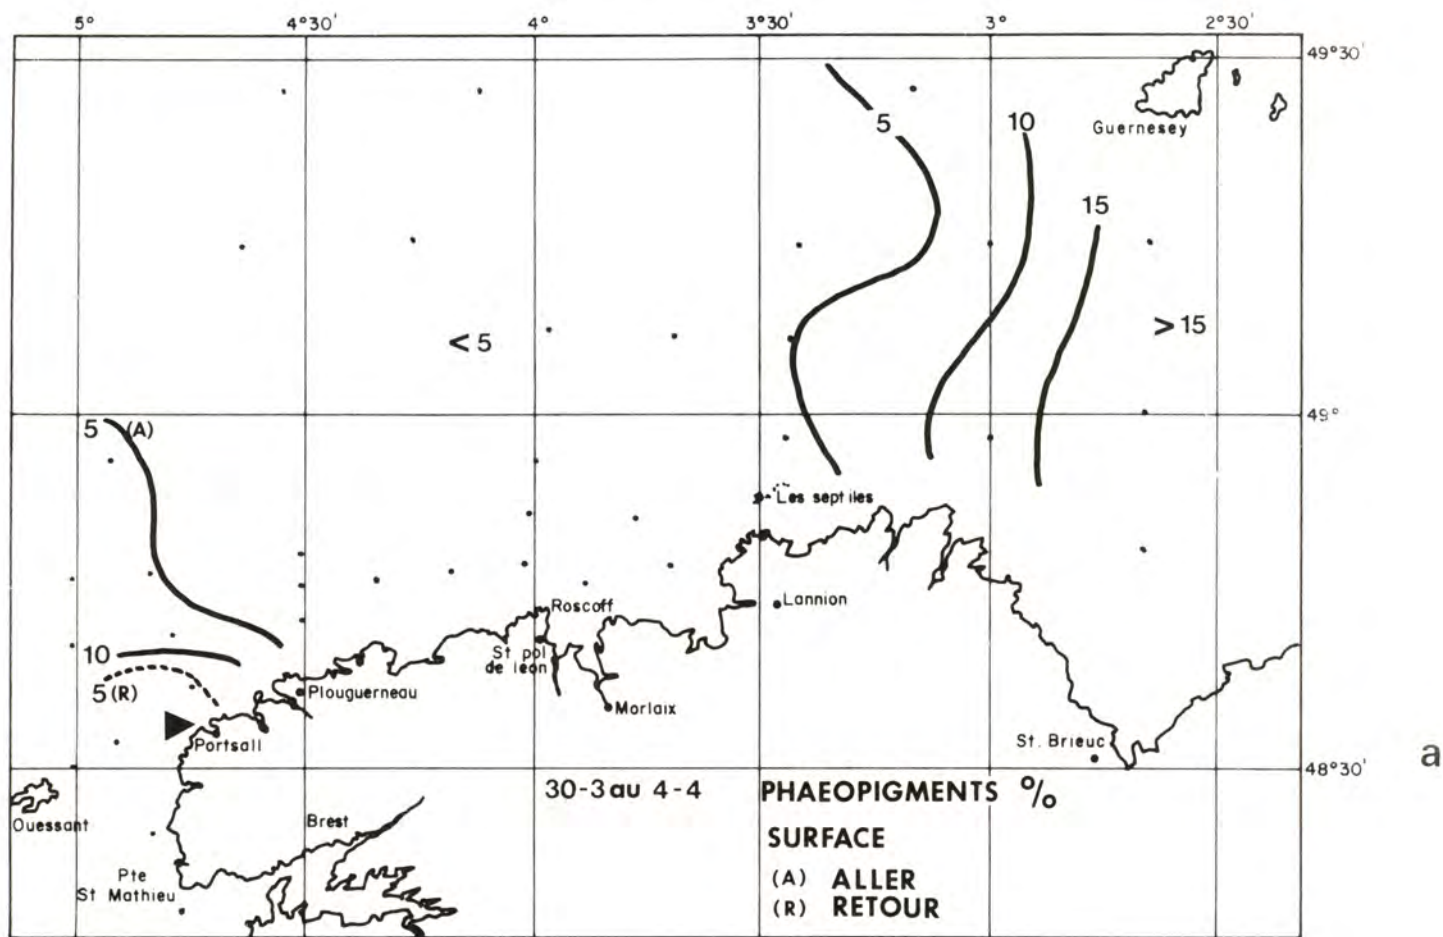 5° 4°30' 4° 3°30' 3° 2°30'
49°30'
5
10
Guernesey
15
< 5
> 15
49°
5 (A)
Les sept iles
Lannion
Roscoff
St pol
de leon
10
5 (R)
Plouguerneau
Morlaix
Portsall
St. Brieuc
a
48°30'
30-3 au 4-4
PHAEOPIGMENTS %
Ouessant
Brest
SURFACE
Pte
St Mathieu
(A) ALLER
(R) RETOUR